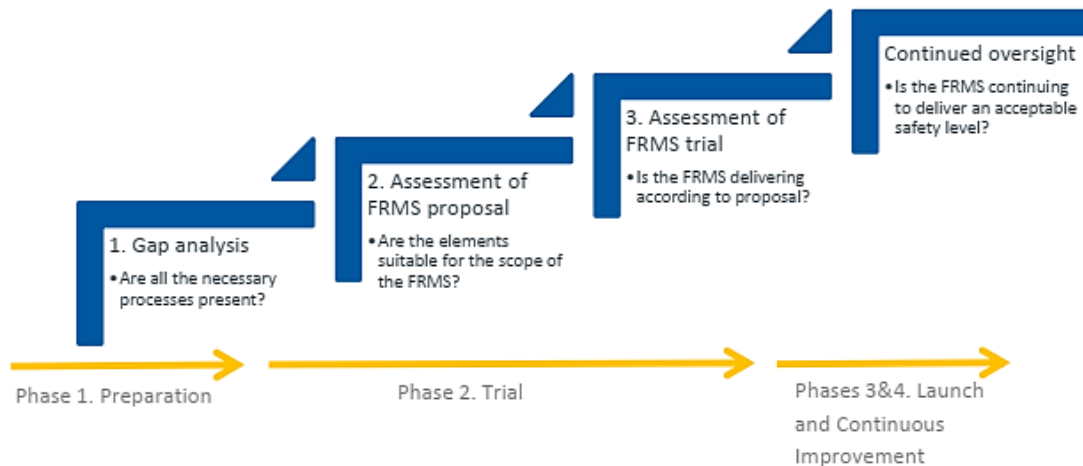 1. Gap analysis
•Are all the necessary
processes present?
2. Assessment of
FRMS proposal
•Are the elements
suitable for the scope of
the FRMS?
3. Assessment of
FRMS trial
•Is the FRMS delivering
according to proposal?
Continued oversight
•Is the FRMS continuing
to deliver an acceptable
safety level?
Phase 1. Preparation
Phase 2. Trial
Phases 3&4. Launch
and Continuous
Improvement